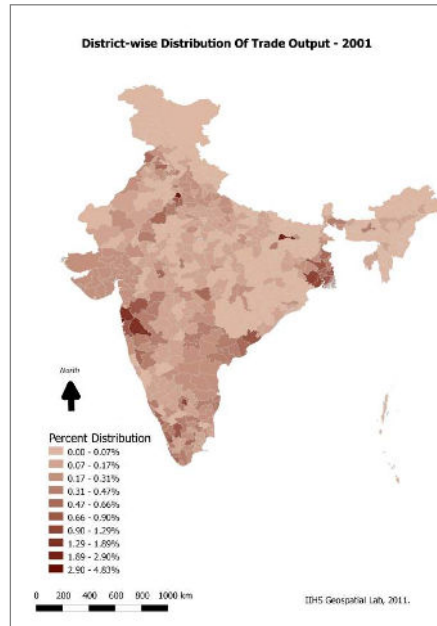 District-wise Distribution Of Trade Output - 2001
North
Percent Distribution
0.00 - 0.07%
0.07 - 0.17%
0.17 - 0.31%
0.31 - 0.47%
0.47 - 0.66%
0.66 - 0.90%
0.90 - 1.29%
1.29 - 1.89%
1.89 - 2.90%
2.90 - 4.83%
0 200 400 600 800 1000 km
IIHS Geospatial Lab, 2011.